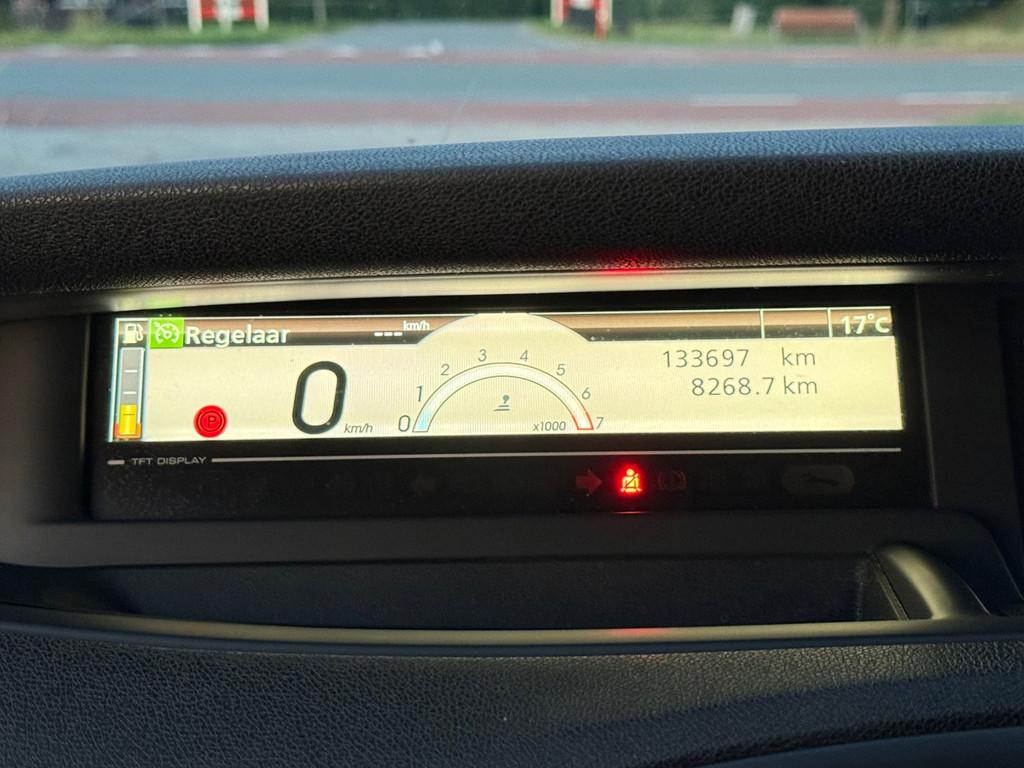 Regelaar --- km/h 17°C
133697 km
8268.7 km
0 km/h
0 1 2 3 4 5 6 7
x1000
P
TFT DISPLAY